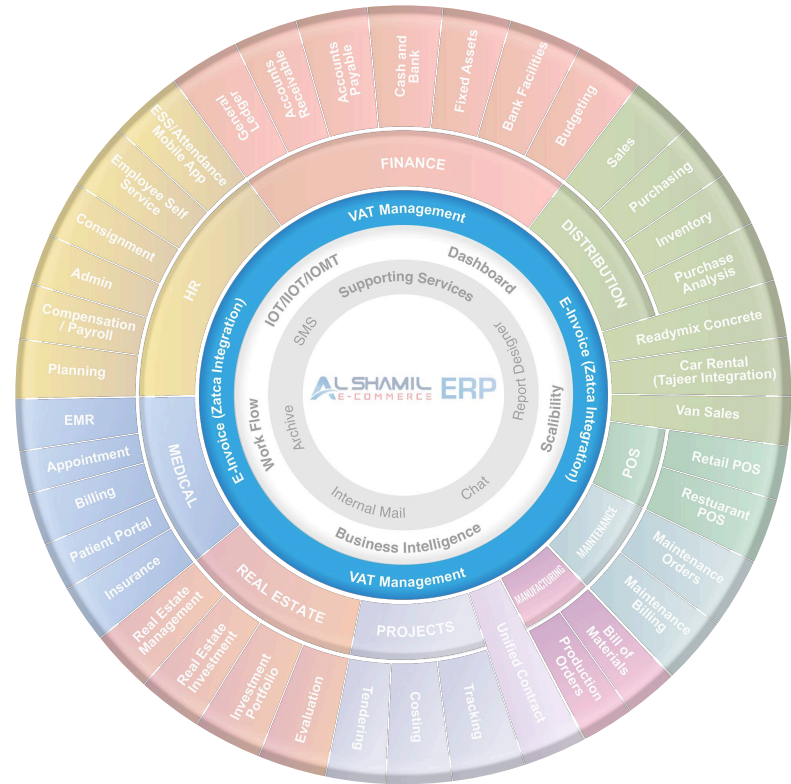 General
Ledger
Accounts
Receivable
Accounts
Payable
Cash and
Bank
Fixed Assets
Bank Facilities
Budgeting
Sales
Purchasing
Inventory
Purchase
Analysis
Readymix Concrete
Car Rental
(Tajeer Integration)
Van Sales
Retail POS
Restuarant
POS
Maintenance
Orders
Maintenance
Billing
Bill of
Materials
Production
Orders
Unified Contract
Tracking
Costing
Tendering
Evaluation
Investment
Portfolio
Real Estate
Investment
Real Estate
Management
Insurance
Patient Portal
Billing
Appointment
EMR
Planning
Compensation
/ Payroll
Admin
Consignment
Employee Self
Service
ESS/Attendance
Mobile App
FINANCE
DISTRIBUTION
POS
MAINTENANCE
MANUFACTURING
PROJECTS
REAL ESTATE
MEDICAL
HR
VAT Management
E-Invoice (Zatca Integration)
VAT Management
E-Invoice (Zatca Integration)
IOT/IIOT/IOMT
Dashboard
Scalibility
Business Intelligence
Work Flow
Supporting Services
Report Designer
Chat
Internal Mail
Archive
SMS
AL SHAMIL ERP
E-COMMERCE